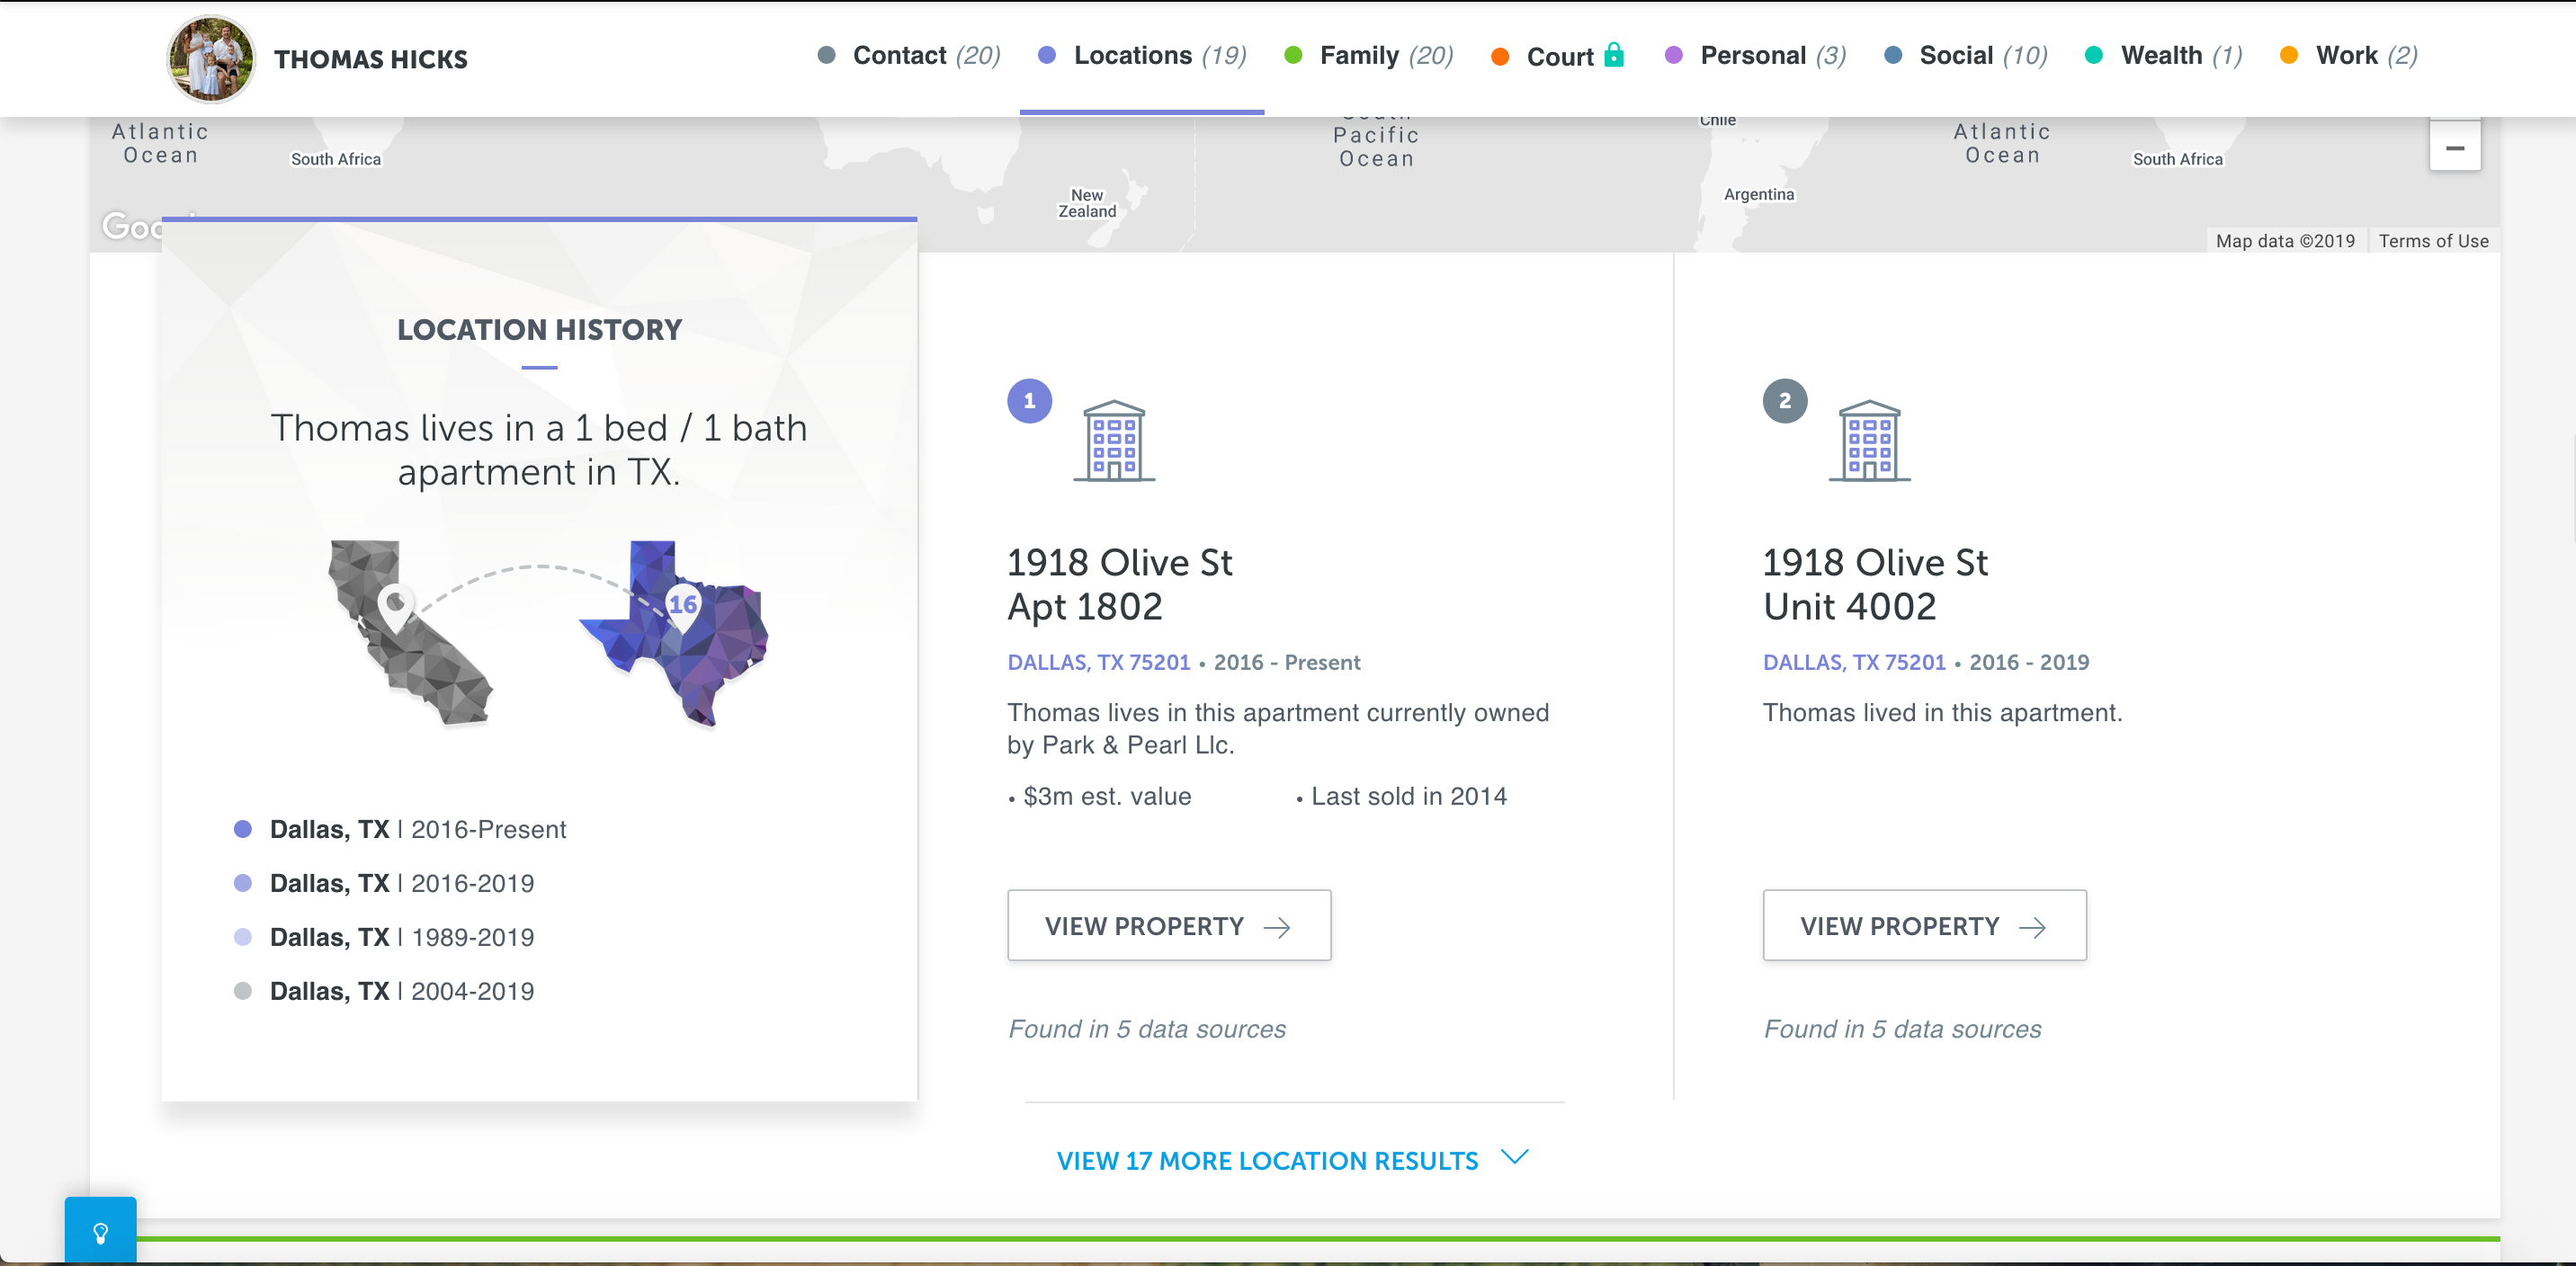 THOMAS HICKS
Contact (20)
Locations (19)
Family (20)
Court
Personal (3)
Social (10)
Wealth (1)
Work (2)
Atlantic
Ocean
South Africa
New
Zealand
Pacific
Ocean
Chile
Argentina
Atlantic
Ocean
South Africa
Map data ©2019
Terms of Use
LOCATION HISTORY
Thomas lives in a 1 bed / 1 bath
apartment in TX.
16
Dallas, TX | 2016-Present
Dallas, TX | 2016-2019
Dallas, TX | 1989-2019
Dallas, TX | 2004-2019
1
1918 Olive St
Apt 1802
DALLAS, TX 75201 • 2016 - Present
Thomas lives in this apartment currently owned
by Park & Pearl Llc.
• $3m est. value
• Last sold in 2014
VIEW PROPERTY
Found in 5 data sources
2
1918 Olive St
Unit 4002
DALLAS, TX 75201 • 2016 - 2019
Thomas lived in this apartment.
VIEW PROPERTY
Found in 5 data sources
VIEW 17 MORE LOCATION RESULTS